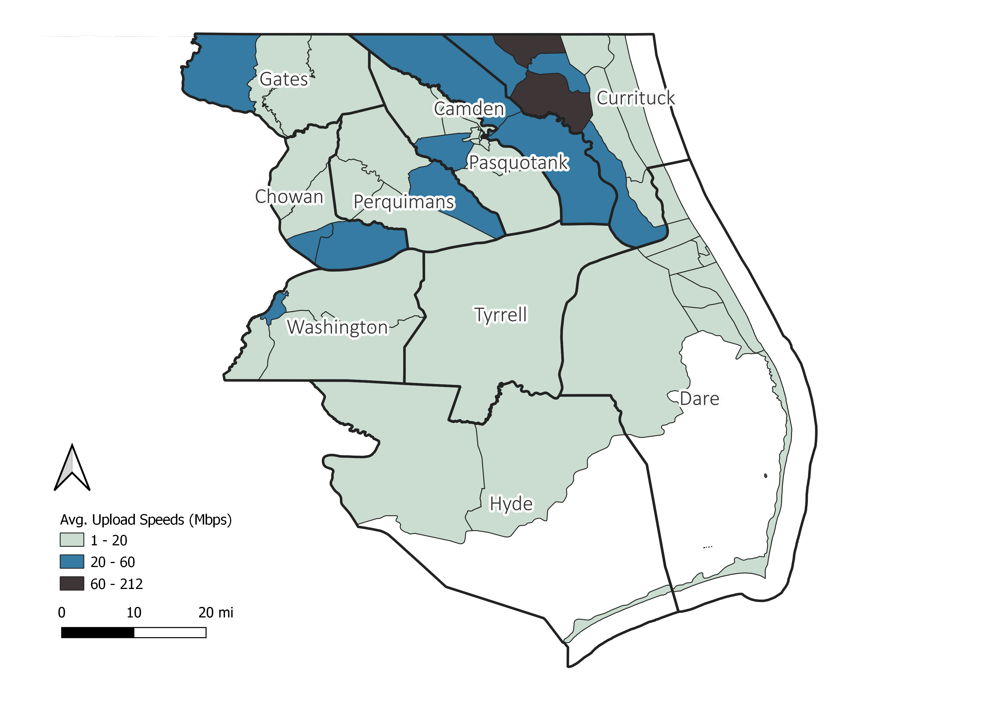 Gates
Currituck
Camden
Pasquotank
Chowan
Perquimans
Tyrrell
Washington
Dare
Hyde
Avg. Upload Speeds (Mbps)
1 - 20
20 - 60
60 - 212
0 10 20 mi